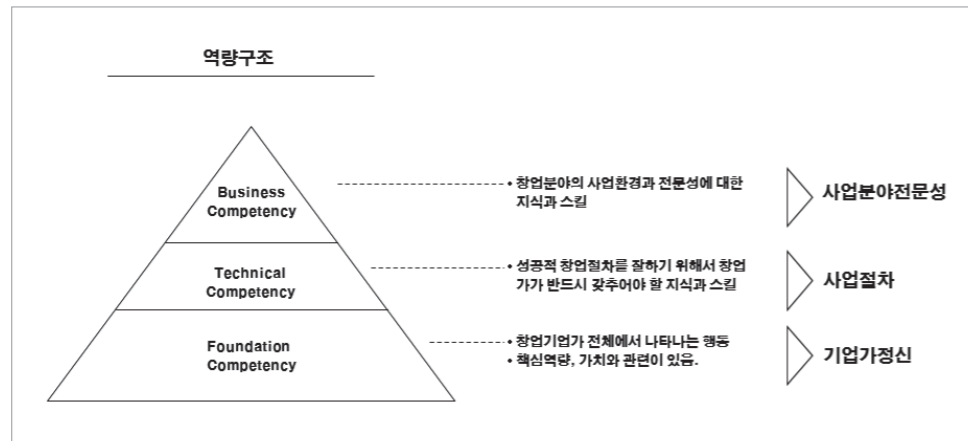 역량구조
Business
Competency
• 창업분야의 사업환경과 전문성에 대한
지식과 스킬
사업분야전문성
Technical
Competency
• 성공적 창업절차를 잘하기 위해서 창업
가가 반드시 갖추어야 할 지식과 스킬
사업절차
Foundation
Competency
• 창업기업가 전체에서 나타나는 행동
• 책심역량, 가치와 관련이 있음.
기업가정신